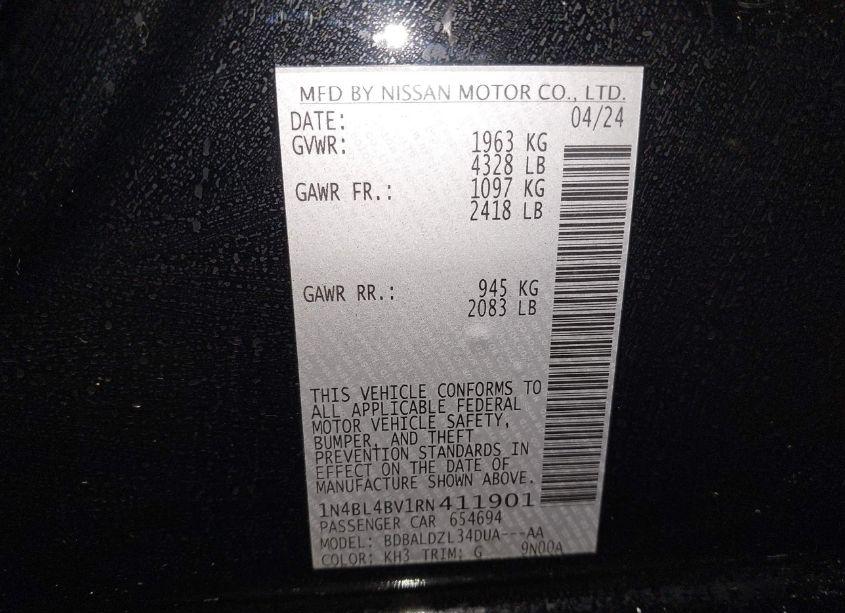 MFD BY NISSAN MOTOR CO., LTD.
DATE: 04/24
GVWR: 1963 KG
4328 LB
GAWR FR.: 1097 KG
2418 LB
GAWR RR.: 945 KG
2083 LB
THIS VEHICLE CONFORMS TO
ALL APPLICABLE FEDERAL
MOTOR VEHICLE SAFETY,
BUMPER, AND THEFT
PREVENTION STANDARDS IN
EFFECT ON THE DATE OF
MANUFACTURE SHOWN ABOVE.
1N4BL4BV1RN411901
PASSENGER CAR 654694
MODEL: BDBALDZL34DUA---AA
COLOR: KH3 TRIM: G 9N00A